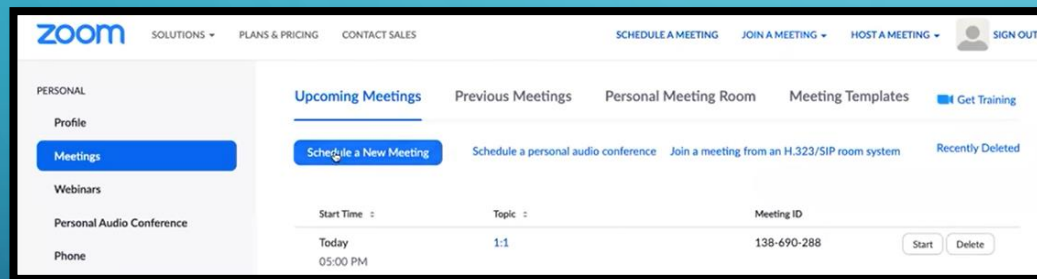 zoom SOLUTIONS PLANS & PRICING CONTACT SALES SCHEDULE A MEETING JOIN A MEETING HOST A MEETING SIGN OUT
PERSONAL
Profile
Meetings
Webinars
Personal Audio Conference
Phone
Upcoming Meetings Previous Meetings Personal Meeting Room Meeting Templates Get Training
Schedule a New Meeting Schedule a personal audio conference Join a meeting from an H.323/SIP room system Recently Deleted
Start Time Topic Meeting ID
Today 1:1 138-690-288 Start Delete
05:00 PM